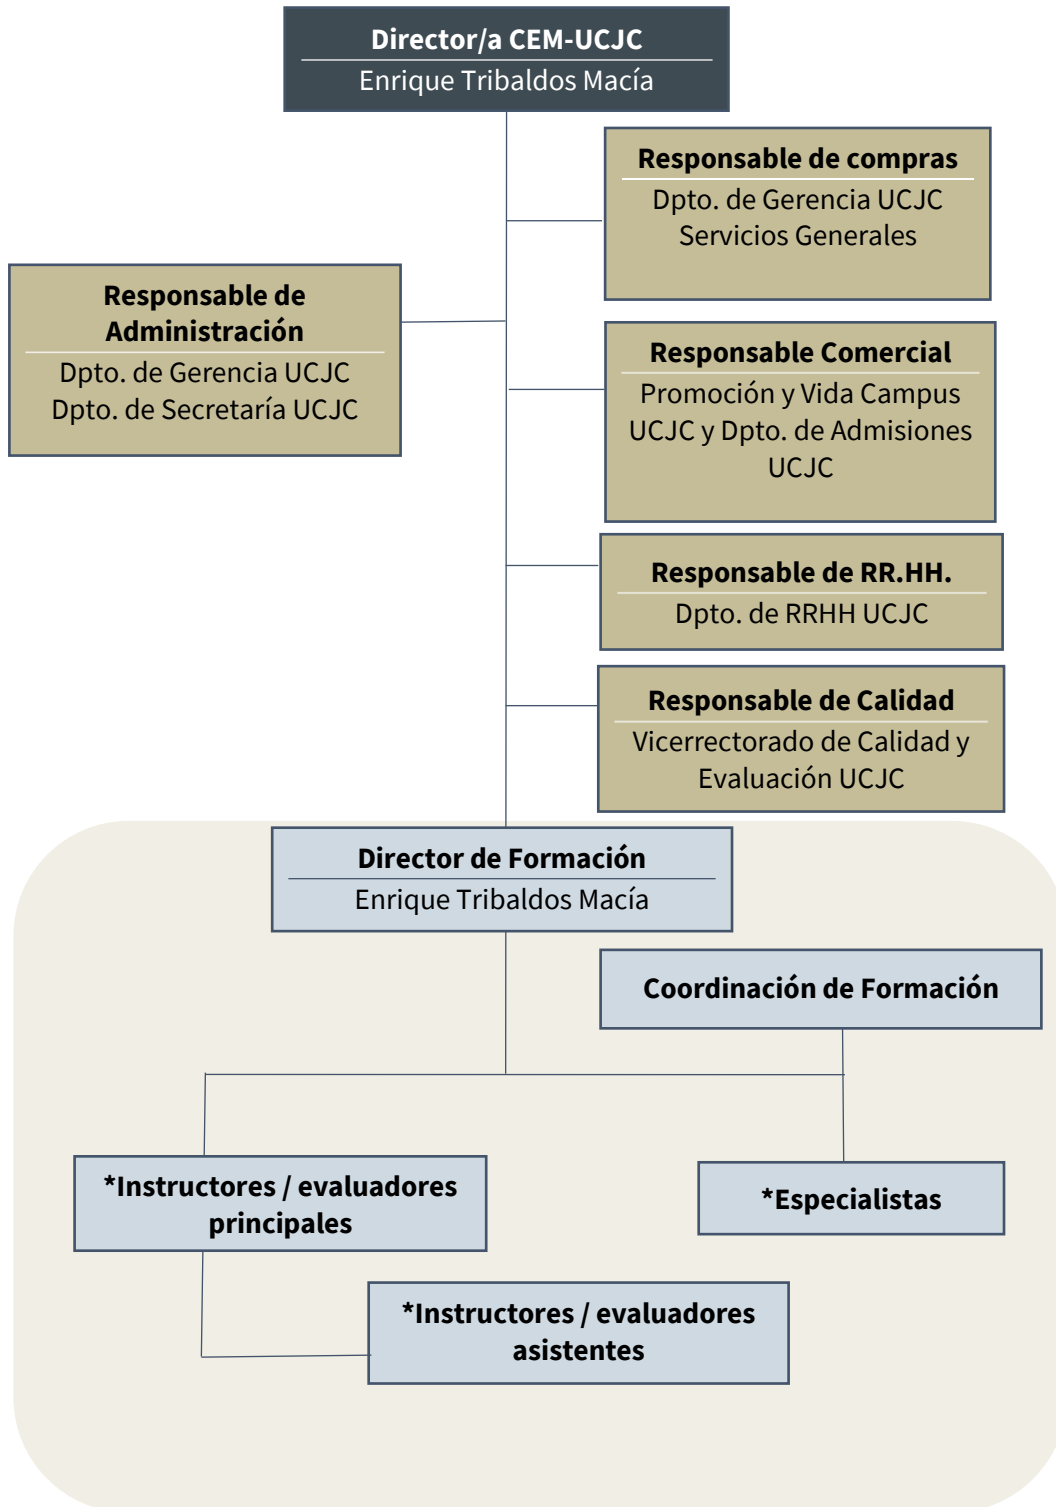 Director/a CEM-UCJC
Enrique Tribaldos Macía
Responsable de compras
Dpto. de Gerencia UCJC
Servicios Generales
Responsable de
Administración
Dpto. de Gerencia UCJC
Dpto. de Secretaría UCJC
Responsable Comercial
Promoción y Vida Campus
UCJC y Dpto. de Admisiones
UCJC
Responsable de RR.HH.
Dpto. de RRHH UCJC
Responsable de Calidad
Vicerrectorado de Calidad y
Evaluación UCJC
Director de Formación
Enrique Tribaldos Macía
Coordinación de Formación
*Instructores / evaluadores
principales
*Especialistas
*Instructores / evaluadores
asistentes